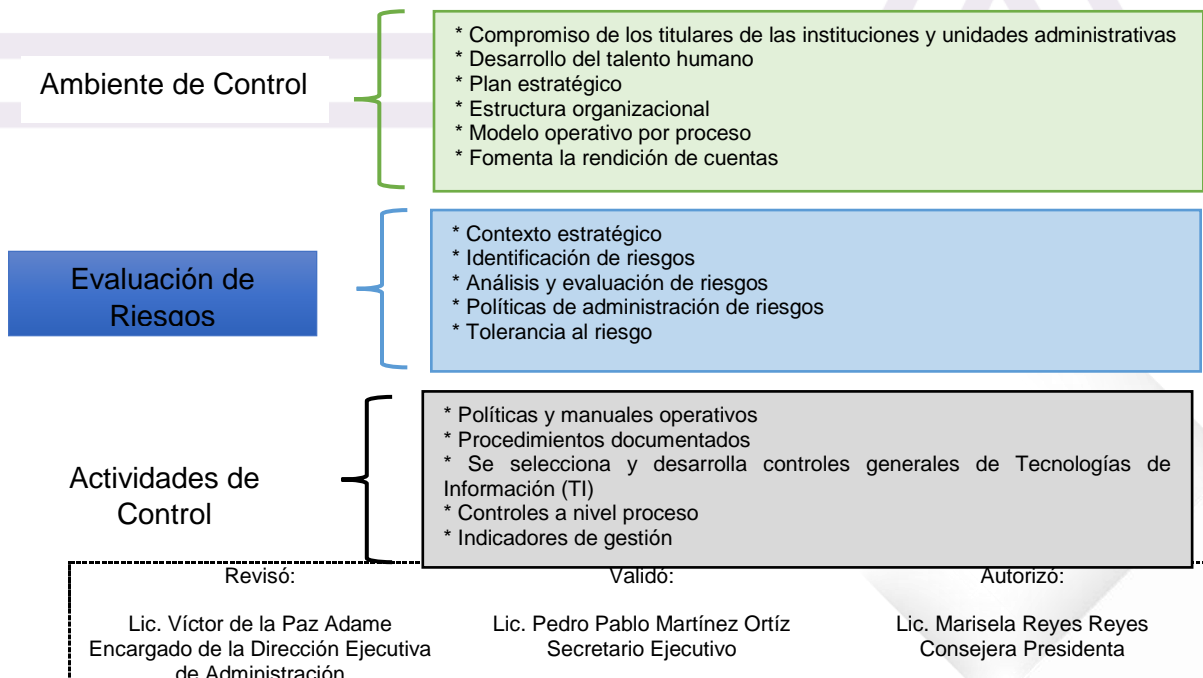 * Compromiso de los titulares de las instituciones y unidades administrativas
* Desarrollo del talento humano
Ambiente de Control
* Plan estratégico
* Estructura organizacional
* Modelo operativo por proceso
* Fomenta la rendición de cuentas
* Contexto estratégico
* Identificación de riesgos
Evaluación de
Riesgos
* Análisis y evaluación de riesgos
* Políticas de administración de riesgos
* Tolerancia al riesgo
* Políticas y manuales operativos
* Procedimientos documentados
* Se selecciona y desarrolla controles generales de Tecnologías de
Información (TI)
Actividades de
Control
* Controles a nivel proceso
* Indicadores de gestión
Revisó:
Lic. Víctor de la Paz Adame
Encargado de la Dirección Ejecutiva
de Administración
Validó:
Lic. Pedro Pablo Martínez Ortíz
Secretario Ejecutivo
Autorizó:
Lic. Marisela Reyes Reyes
Consejera Presidenta